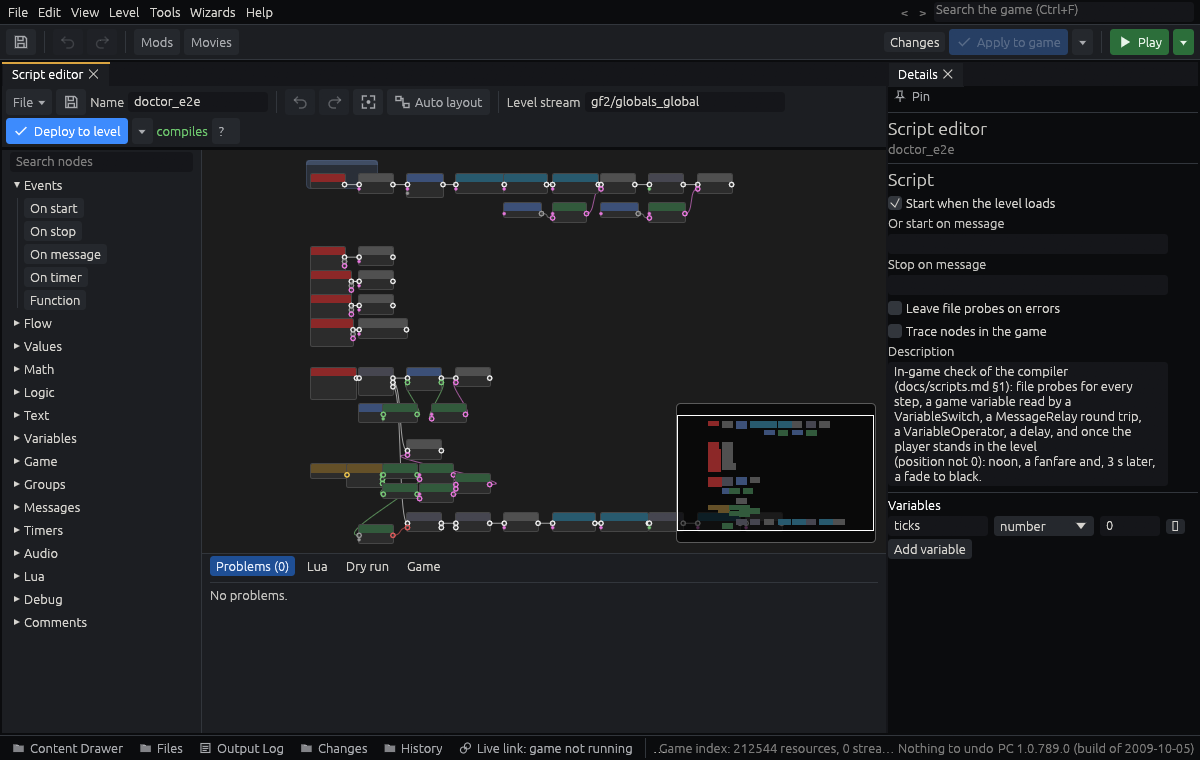 File Edit View Level Tools Wizards Help
< > Search the game (Ctrl+F)
Mods Movies
Changes Apply to game Play
Script editor
File Name doctor_e2e
Auto layout Level stream gf2/globals_global
Deploy to level compiles ?
Search nodes
Events
On start
On stop
On message
On timer
Function
Flow
Values
Math
Logic
Text
Variables
Game
Groups
Messages
Timers
Audio
Lua
Debug
Comments
Problems (0) Lua Dry run Game
No problems.
Details
Pin
Script editor
doctor_e2e
Script
Start when the level loads
Or start on message
Stop on message
Leave file probes on errors
Trace nodes in the game
Description
In-game check of the compiler
(docs/scripts.md §1): file probes for every
step, a game variable read by a
VariableSwitch, a MessageRelay round trip,
a VariableOperator, a delay, and once the
player stands in the level
(position not 0): noon, a fanfare and, 3 s later,
a fade to black.
Variables
ticks number 0
Add variable
Content Drawer Files Output Log Changes History Live link: game not running ...Game index: 212544 resources, 0 strea... Nothing to undo PC 1.0.789.0 (build of 2009-10-05)